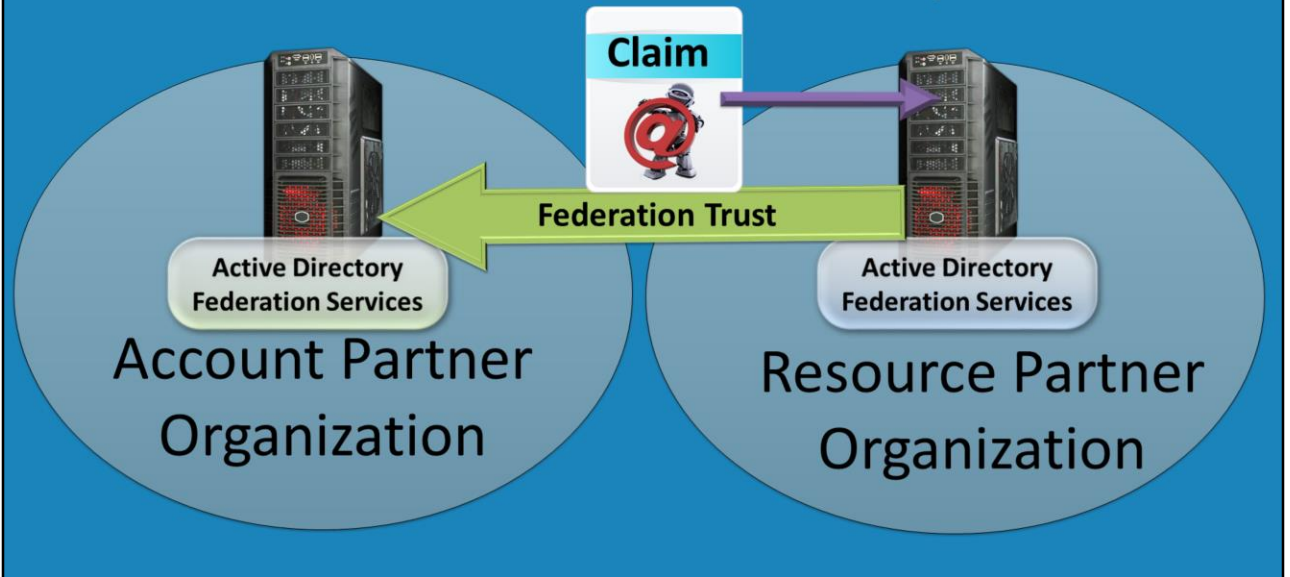 Claim
@
Federation Trust
Active Directory
Federation Services
Account Partner
Organization
Active Directory
Federation Services
Resource Partner
Organization